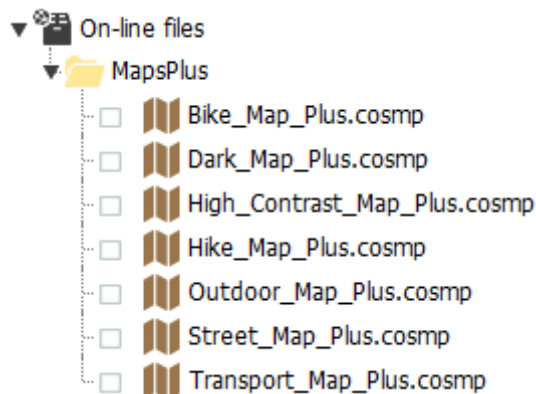 On-line files
MapsPlus
Bike_Map_Plus.cosmp
Dark_Map_Plus.cosmp
High_Contrast_Map_Plus.cosmp
Hike_Map_Plus.cosmp
Outdoor_Map_Plus.cosmp
Street_Map_Plus.cosmp
Transport_Map_Plus.cosmp